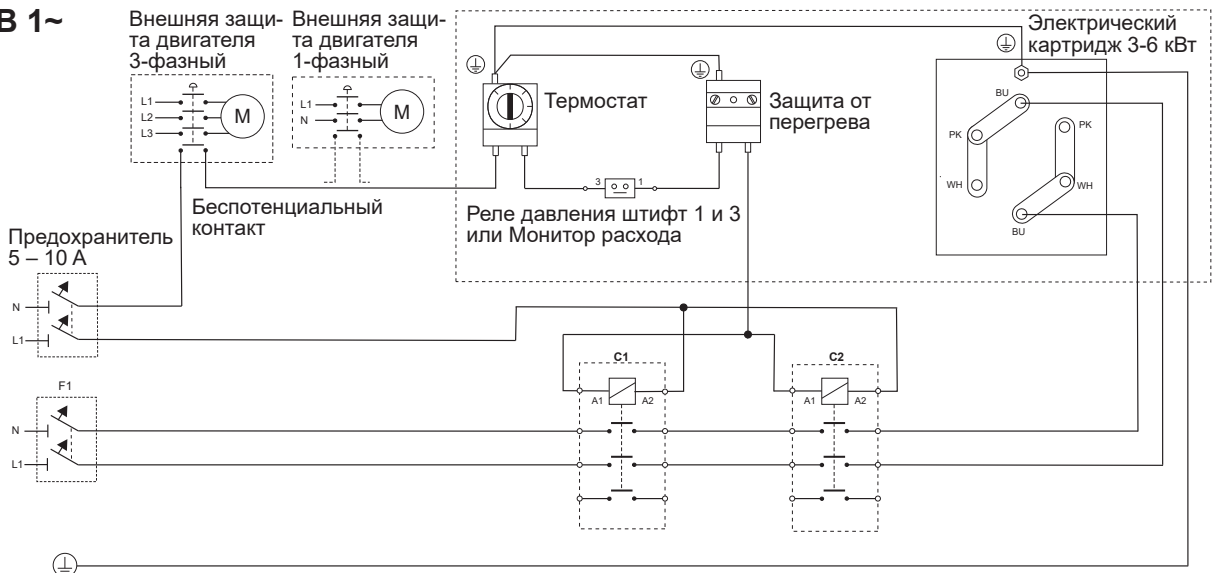 В 1~
Внешняя защи-
та двигателя
3-фазный
Внешняя защи-
та двигателя
1-фазный
Электрический
картридж 3-6 кВт
L1
L2
L3
M
L1
N
M
Термостат
Защита от
перегрева
BU
PK
WH
PK
WH
BU
3
1
Беспотенциальный
контакт
Реле давления штифт 1 и 3
или Монитор расхода
Предохранитель
5 – 10 A
N
L1
C1
C2
A1
A2
A1
A2
F1
N
L1